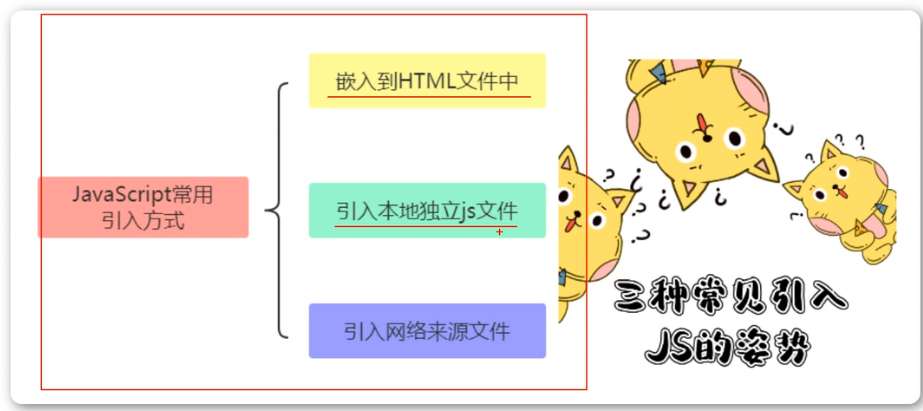 嵌入到HTML文件中
JavaScript常用
引入方式
引入本地独立js文件
引入网络来源文件
三种常见引入
JS的姿势